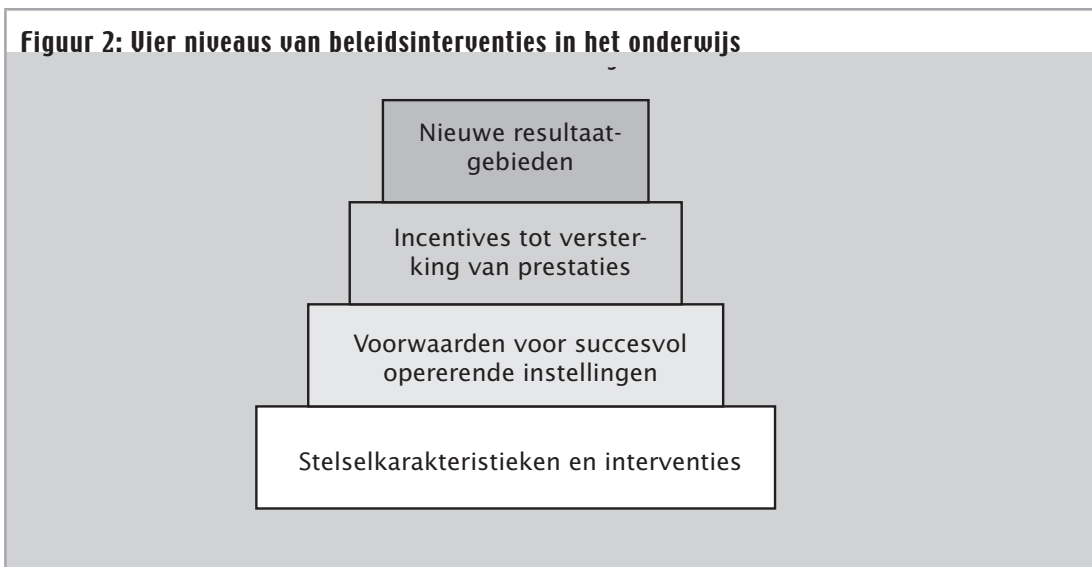 Figuur 2: Vier niveaus van beleidsinterventies in het onderwijs
Nieuwe resultaat-
gebieden
Incentives tot verster-
king van prestaties
Voorwaarden voor succesvol
opererende instellingen
Stelselkarakteristieken en interventies